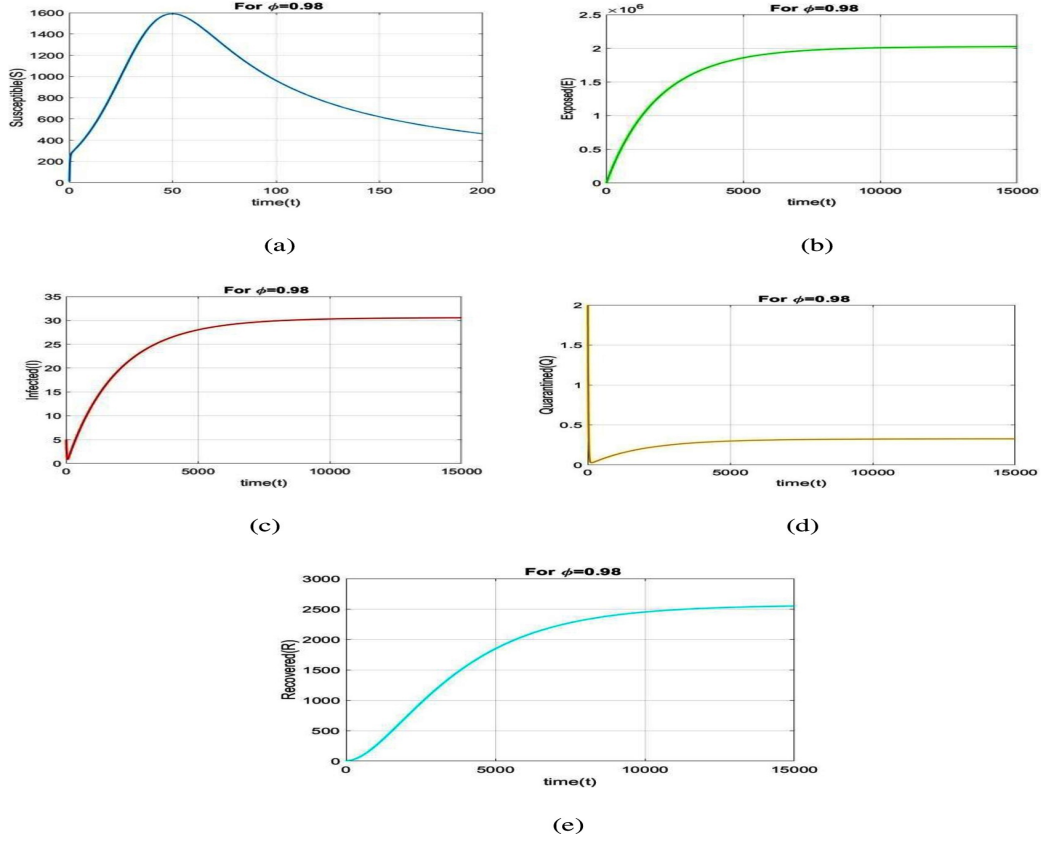 For ϕ=0.98
Susceptible(S)
1600
1400
1200
1000
800
600
400
200
0
0 50 100 150 200
time(t)
(a)
×10⁶ For ϕ=0.98
Exposed(E)
2.5
2
1.5
1
0.5
0
0 5000 10000 15000
time(t)
(b)
For ϕ=0.98
Infected(I)
35
30
25
20
15
10
5
0
0 5000 10000 15000
time(t)
(c)
For ϕ=0.98
Quarantined(Q)
2
1.5
1
0.5
0
0 5000 10000 15000
time(t)
(d)
For ϕ=0.98
Recovered(R)
3000
2500
2000
1500
1000
500
0
0 5000 10000 15000
time(t)
(e)